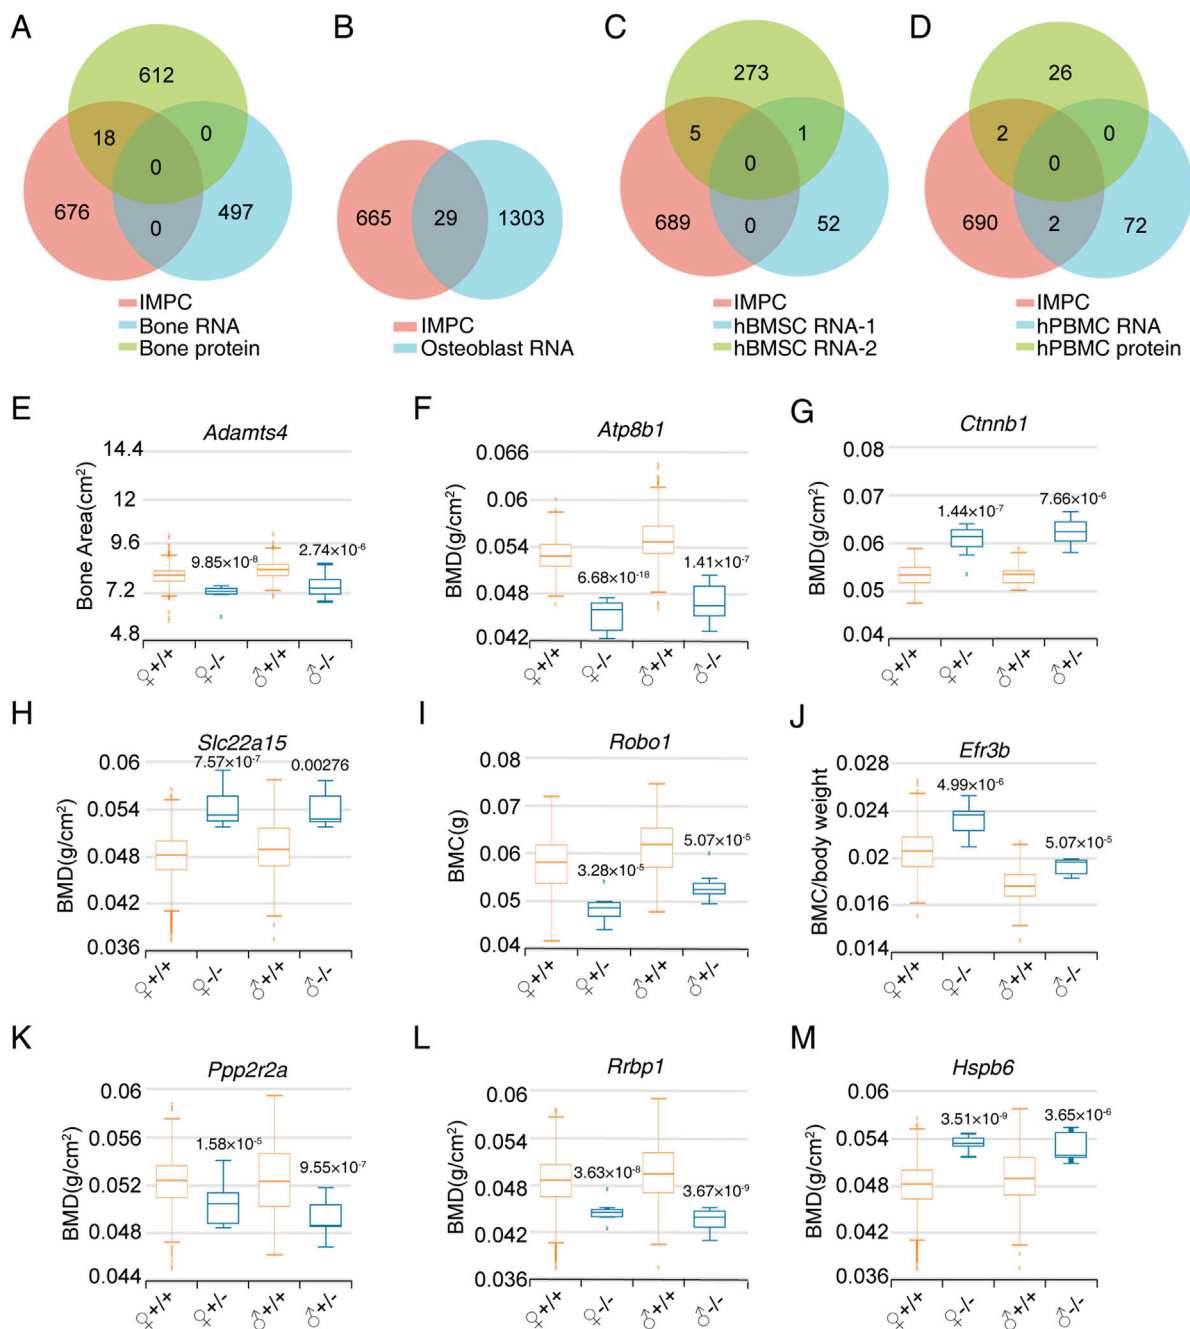 A
612
18
0
0
676
0
497
IMPC
Bone RNA
Bone protein
B
665
29
1303
IMPC
Osteoblast RNA
C
273
5
1
0
689
0
52
IMPC
hBMSC RNA-1
hBMSC RNA-2
D
26
2
0
0
690
2
72
IMPC
hPBMC RNA
hPBMC protein
E
Adamts4
Bone Area(cm²)
14.4
12
9.6
7.2
4.8
9.85×10⁻⁸
2.74×10⁻⁶
♀+/+
♀-/-
♂+/+
♂-/-
F
Atp8b1
BMD(g/cm²)
0.066
0.06
0.054
0.048
0.042
6.68×10⁻¹⁸
1.41×10⁻⁷
♀+/+
♀-/-
♂+/+
♂-/-
G
Ctnnb1
BMD(g/cm²)
0.08
0.07
0.06
0.05
0.04
1.44×10⁻⁷
7.66×10⁻⁶
♀+/+
♀+/-
♂+/+
♂+/-
H
Slc22a15
BMD(g/cm²)
0.06
0.054
0.048
0.042
0.036
7.57×10⁻⁷
0.00276
♀+/+
♀-/-
♂+/+
♂-/-
I
Robo1
BMC(g)
0.08
0.07
0.06
0.05
0.04
3.28×10⁻⁵
5.07×10⁻⁵
♀+/+
♀+/-
♂+/+
♂+/-
J
Efr3b
BMC/body weight
0.028
0.024
0.02
0.016
0.014
4.99×10⁻⁶
5.07×10⁻⁵
♀+/+
♀-/-
♂+/+
♂-/-
K
Ppp2r2a
BMD(g/cm²)
0.06
0.056
0.052
0.048
0.044
1.58×10⁻⁵
9.55×10⁻⁷
♀+/+
♀+/-
♂+/+
♂+/-
L
Rrbp1
BMD(g/cm²)
0.06
0.054
0.048
0.042
0.036
3.63×10⁻⁸
3.67×10⁻⁹
♀+/+
♀-/-
♂+/+
♂-/-
M
Hspb6
BMD(g/cm²)
0.06
0.054
0.048
0.042
0.036
3.51×10⁻⁹
3.65×10⁻⁶
♀+/+
♀-/-
♂+/+
♂-/-